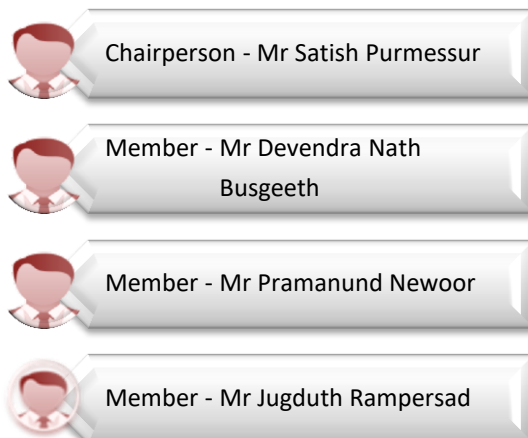 Chairperson - Mr Satish Purmessur
Member - Mr Devendra Nath
Busgeeth
Member - Mr Pramanund Newoor
Member - Mr Jugduth Rampersad